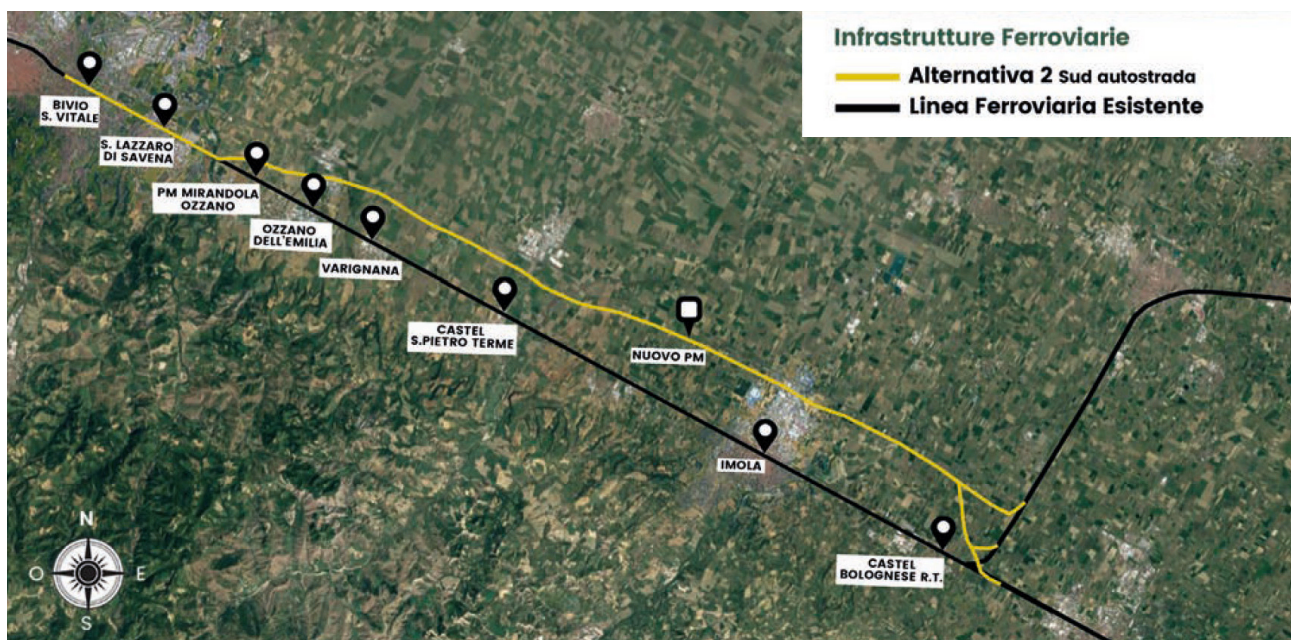 Infrastrutture Ferroviarie
Alternativa 2 Sud autostrada
Linea Ferroviaria Esistente
BIVIO
S. VITALE
S. LAZZARO
DI SAVENA
PM MIRANDOLA
OZZANO
OZZANO
DELL'EMILIA
VARIGNANA
CASTEL
S.PIETRO TERME
NUOVO PM
IMOLA
CASTEL
BOLOGNESE R.T.
N
O
E
S